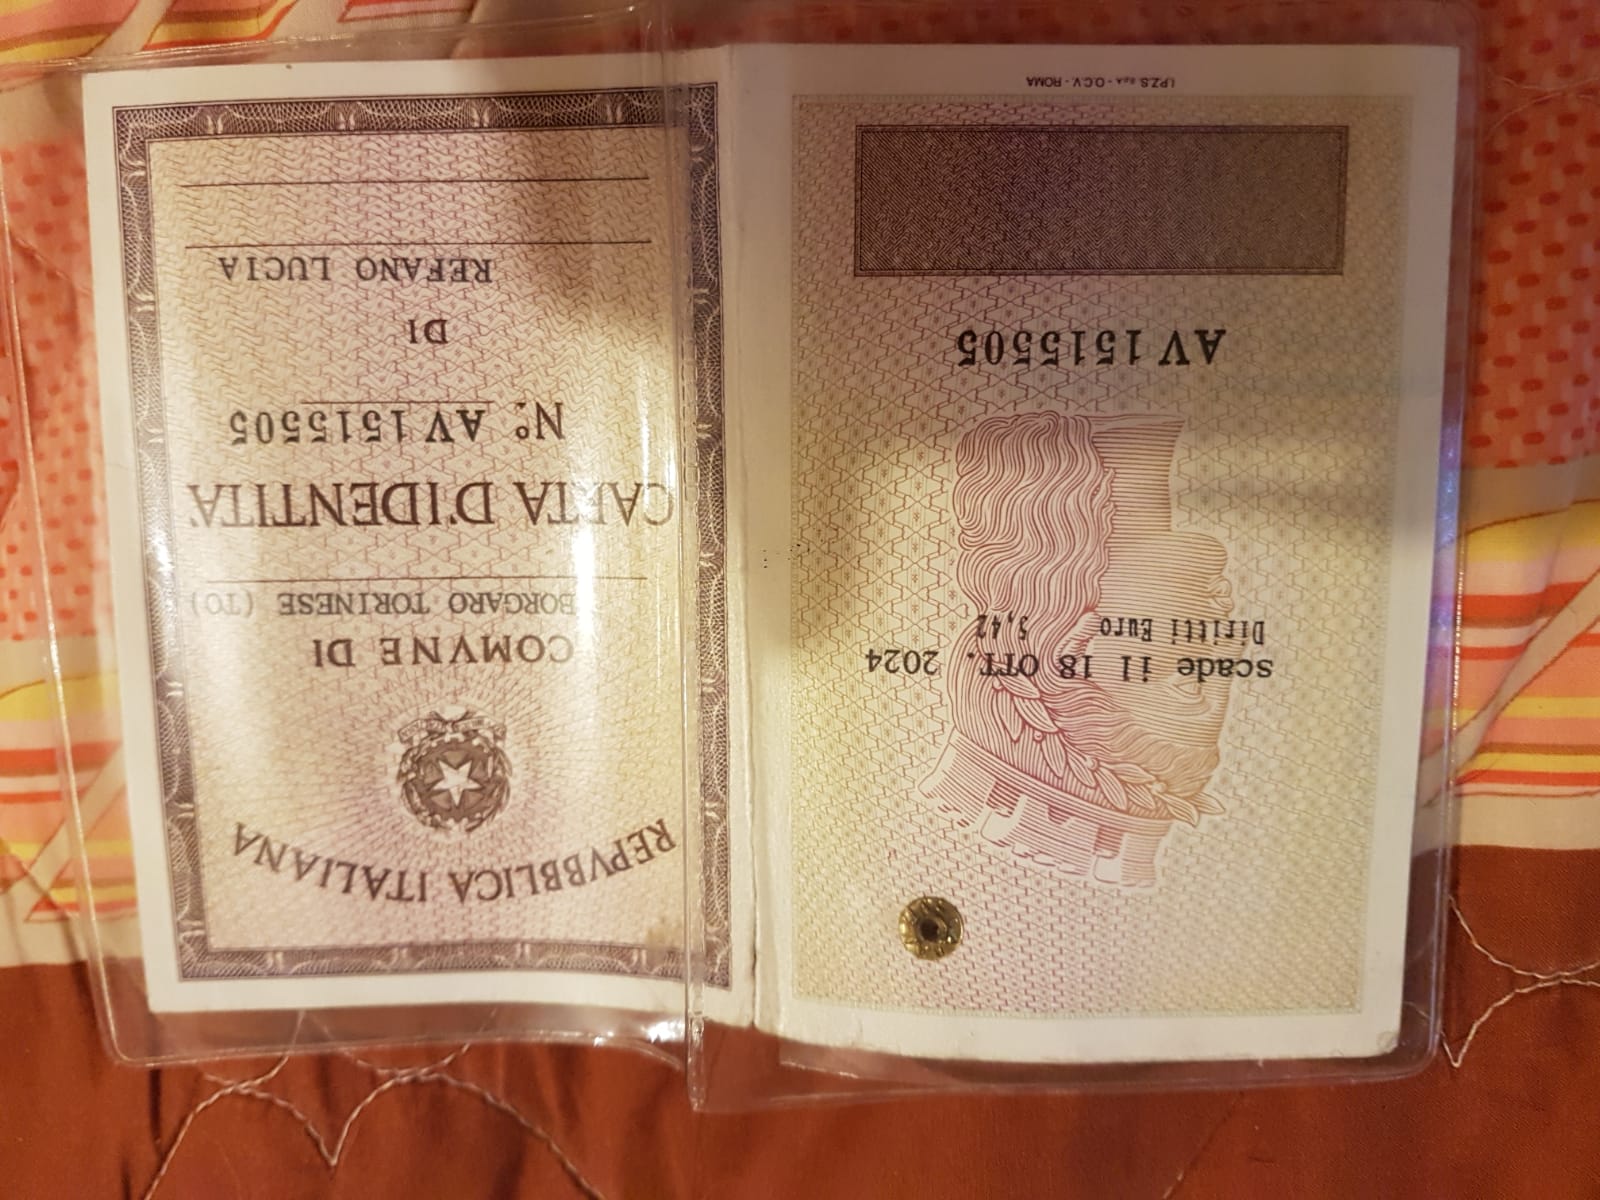 REPVBBLICA ITALIANA
COMVNE DI
BORGARO TORINESE (TO)
CARTA D'IDENTITA'
N° AV 1515505
DI
REFANO LUCIA
scade il 18 OTT. 2024
Diritti Euro 5,42
AV 1515505
I.P.Z.S. S.p.A. - O.C.V. - ROMA